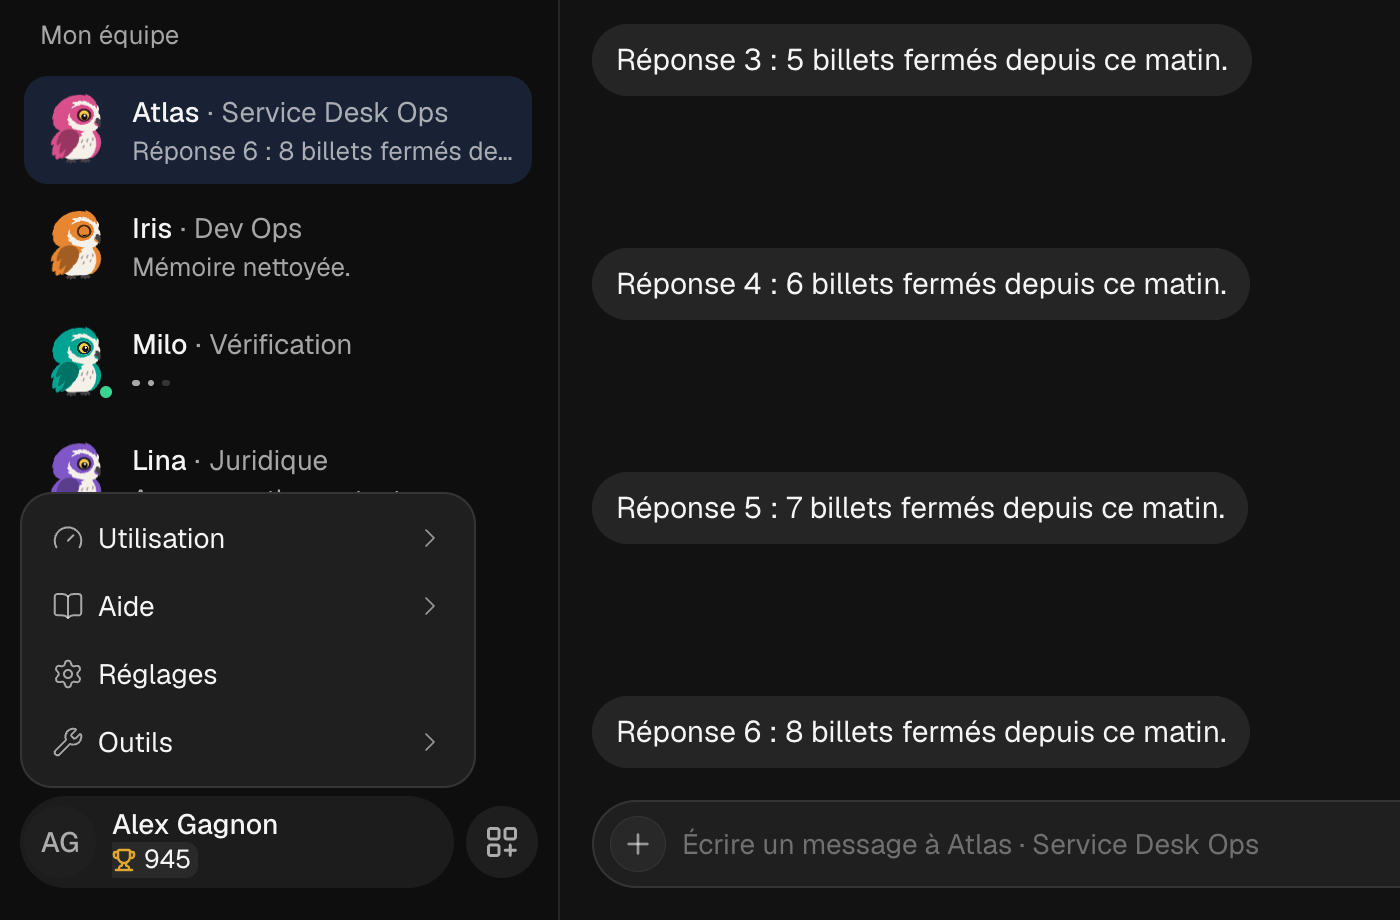 Mon équipe
Atlas · Service Desk Ops
Réponse 6 : 8 billets fermés de...
Iris · Dev Ops
Mémoire nettoyée.
Milo · Vérification
Lina · Juridique
Utilisation
Aide
Réglages
Outils
AG
Alex Gagnon
945
Réponse 3 : 5 billets fermés depuis ce matin.
Réponse 4 : 6 billets fermés depuis ce matin.
Réponse 5 : 7 billets fermés depuis ce matin.
Réponse 6 : 8 billets fermés depuis ce matin.
Écrire un message à Atlas · Service Desk Ops